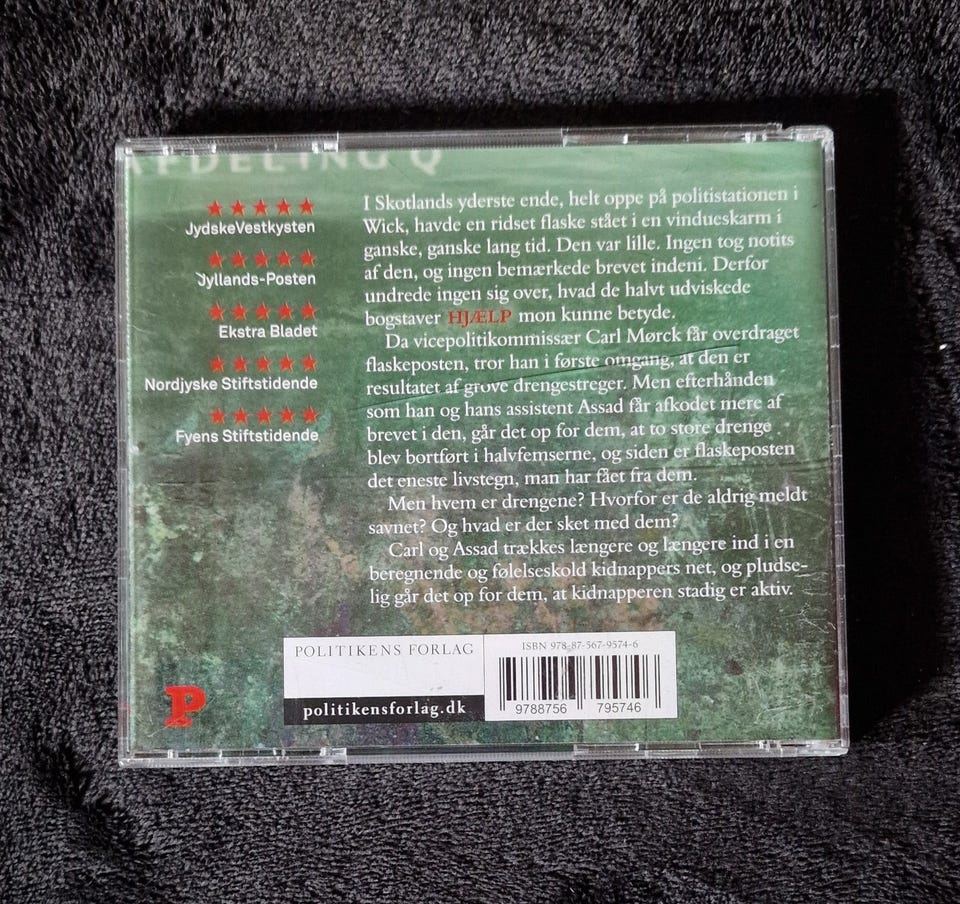 AFDELING Q
★★★★★
JydskeVestkysten
★★★★★
Jyllands-Posten
★★★★★
Ekstra Bladet
★★★★★
Nordjyske Stiftstidende
★★★★★
Fyens Stiftstidende
I Skotlands yderste ende, helt oppe på politistationen i
Wick, havde en ridset flaske stået i en vindueskarm i
ganske, ganske lang tid. Den var lille. Ingen tog notits
af den, og ingen bemærkede brevet indeni. Derfor
undrede ingen sig over, hvad de halvt udviskede
bogstaver HJÆLP mon kunne betyde.
Da vicepolitikommissær Carl Mørck får overdraget
flaskeposten, tror han i første omgang, at den er
resultatet af grove drengestreger. Men efterhånden
som han og hans assistent Assad får afkodet mere af
brevet i den, går det op for dem, at to store drenge
blev bortført i halvfemserne, og siden er flaskeposten
det eneste livstegn, man har fået fra dem.
Men hvem er drengene? Hvorfor er de aldrig meldt
savnet? Og hvad er der sket med dem?
Carl og Assad trækkes længere og længere ind i en
beregnende og følelseskold kidnappers net, og pludse-
lig går det op for dem, at kidnapperen stadig er aktiv.
P
POLITIKENS FORLAG
politikensforlag.dk
ISBN 978-87-567-9574-6
9788756 795746